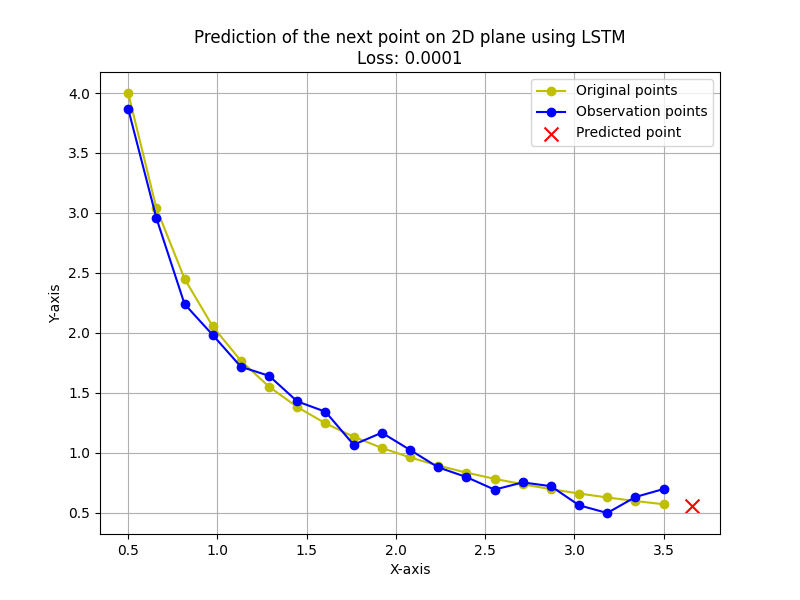 Prediction of the next point on 2D plane using LSTM
Loss: 0.0001
Original points
Observation points
Predicted point
Y-axis
4.0
3.5
3.0
2.5
2.0
1.5
1.0
0.5
0.5 1.0 1.5 2.0 2.5 3.0 3.5
X-axis